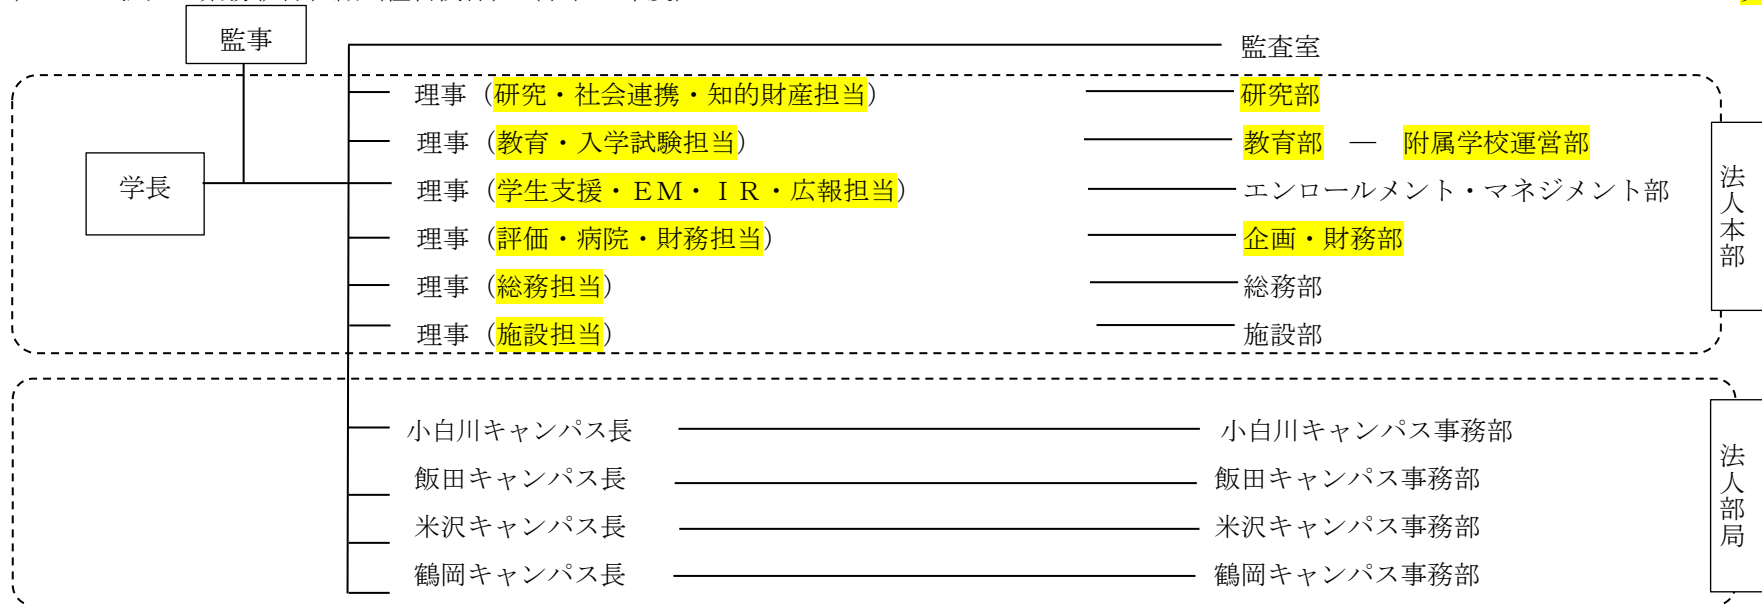 監事
監査室
理事（研究・社会連携・知的財産担当） 研究部
理事（教育・入学試験担当） 教育部 ― 附属学校運営部
学長
理事（学生支援・ＥＭ・ＩＲ・広報担当） エンロールメント・マネジメント部
理事（評価・病院・財務担当） 企画・財務部
理事（総務担当） 総務部
理事（施設担当） 施設部
法人本部
小白川キャンパス長 小白川キャンパス事務部
飯田キャンパス長 飯田キャンパス事務部
米沢キャンパス長 米沢キャンパス事務部
鶴岡キャンパス長 鶴岡キャンパス事務部
法人部局